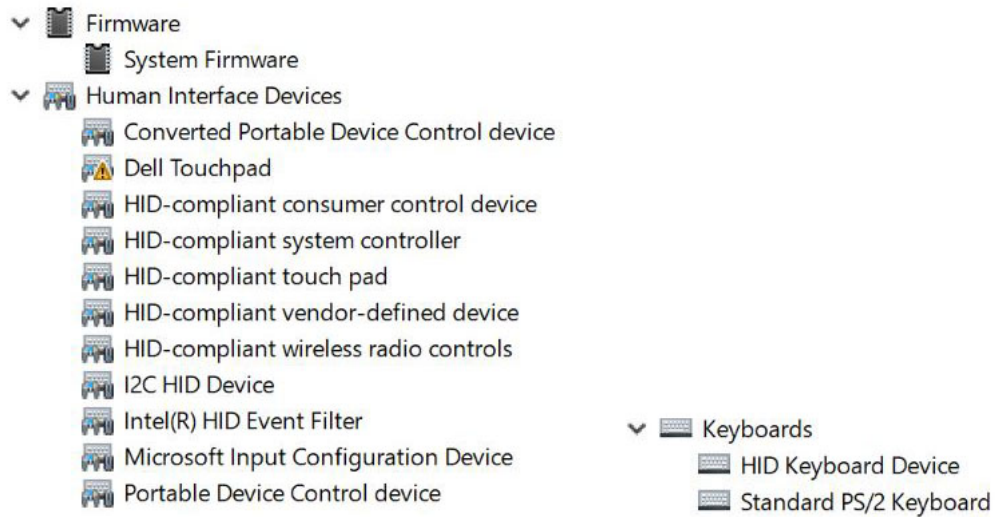 Firmware
System Firmware
Human Interface Devices
Converted Portable Device Control device
Dell Touchpad
HID-compliant consumer control device
HID-compliant system controller
HID-compliant touch pad
HID-compliant vendor-defined device
HID-compliant wireless radio controls
I2C HID Device
Intel(R) HID Event Filter
Microsoft Input Configuration Device
Portable Device Control device
Keyboards
HID Keyboard Device
Standard PS/2 Keyboard